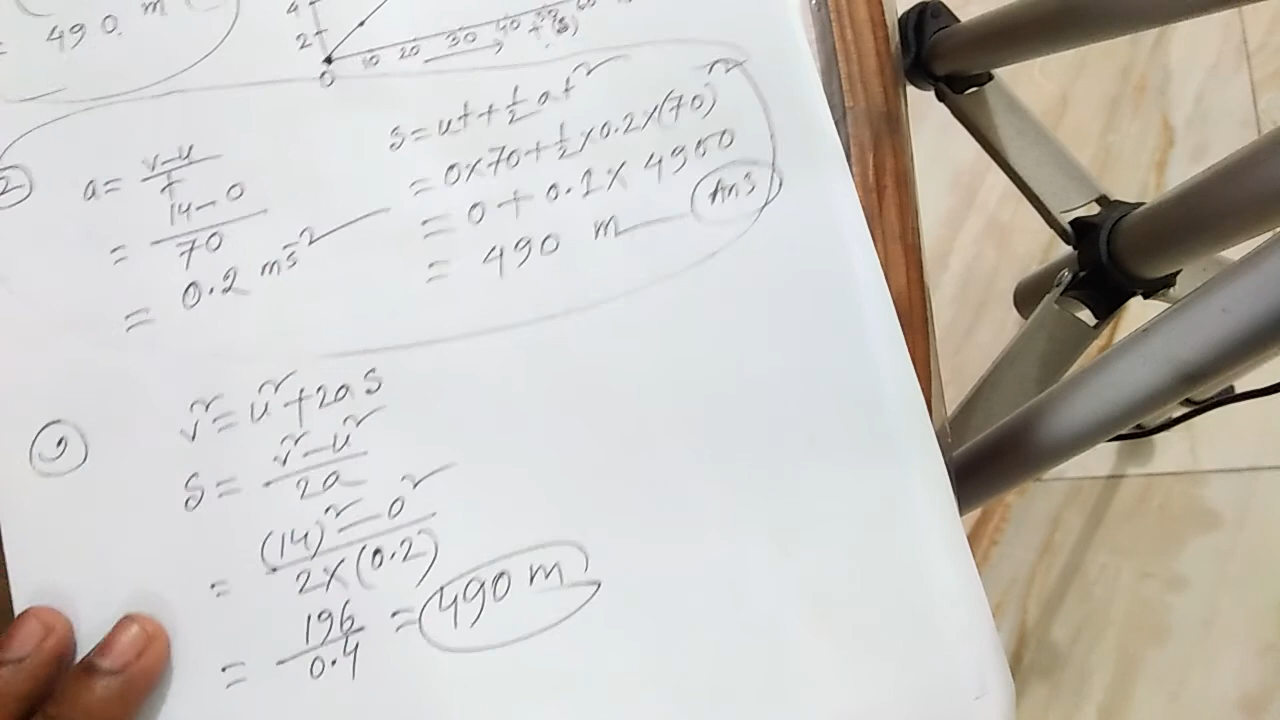 = 490 m
4
2
0 10 20 30 40
t (s)
2
a = v-u/t
= 14-0/70
= 0.2 ms⁻²
s = ut + 1/2 at²
= 0×70 + 1/2 × 0.2 × (70)²
= 0 + 0.1 × 4900
= 490 m Ans
v² = u² + 2as
s = v²-u²/2a
= (14)²-0²/2×(0.2)
= 196/0.4 = 490 m